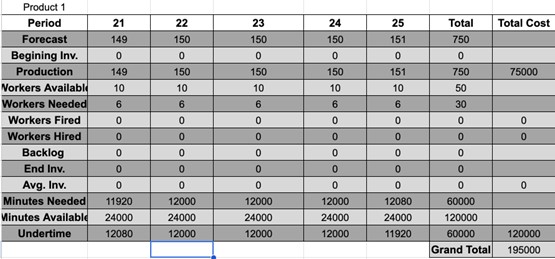 Product 1
Period 21 22 23 24 25 Total Total Cost
Forecast 149 150 150 150 151 750
Begining Inv. 0 0 0 0 0 0
Production 149 150 150 150 151 750 75000
Workers Available 10 10 10 10 10 50
Workers Needed 6 6 6 6 6 30
Workers Fired 0 0 0 0 0 0 0
Workers Hired 0 0 0 0 0 0 0
Backlog 0 0 0 0 0 0
End Inv. 0 0 0 0 0 0
Avg. Inv. 0 0 0 0 0 0 0
Minutes Needed 11920 12000 12000 12000 12080 60000
Minutes Available 24000 24000 24000 24000 24000 120000
Undertime 12080 12000 12000 12000 11920 60000 120000
Grand Total 195000